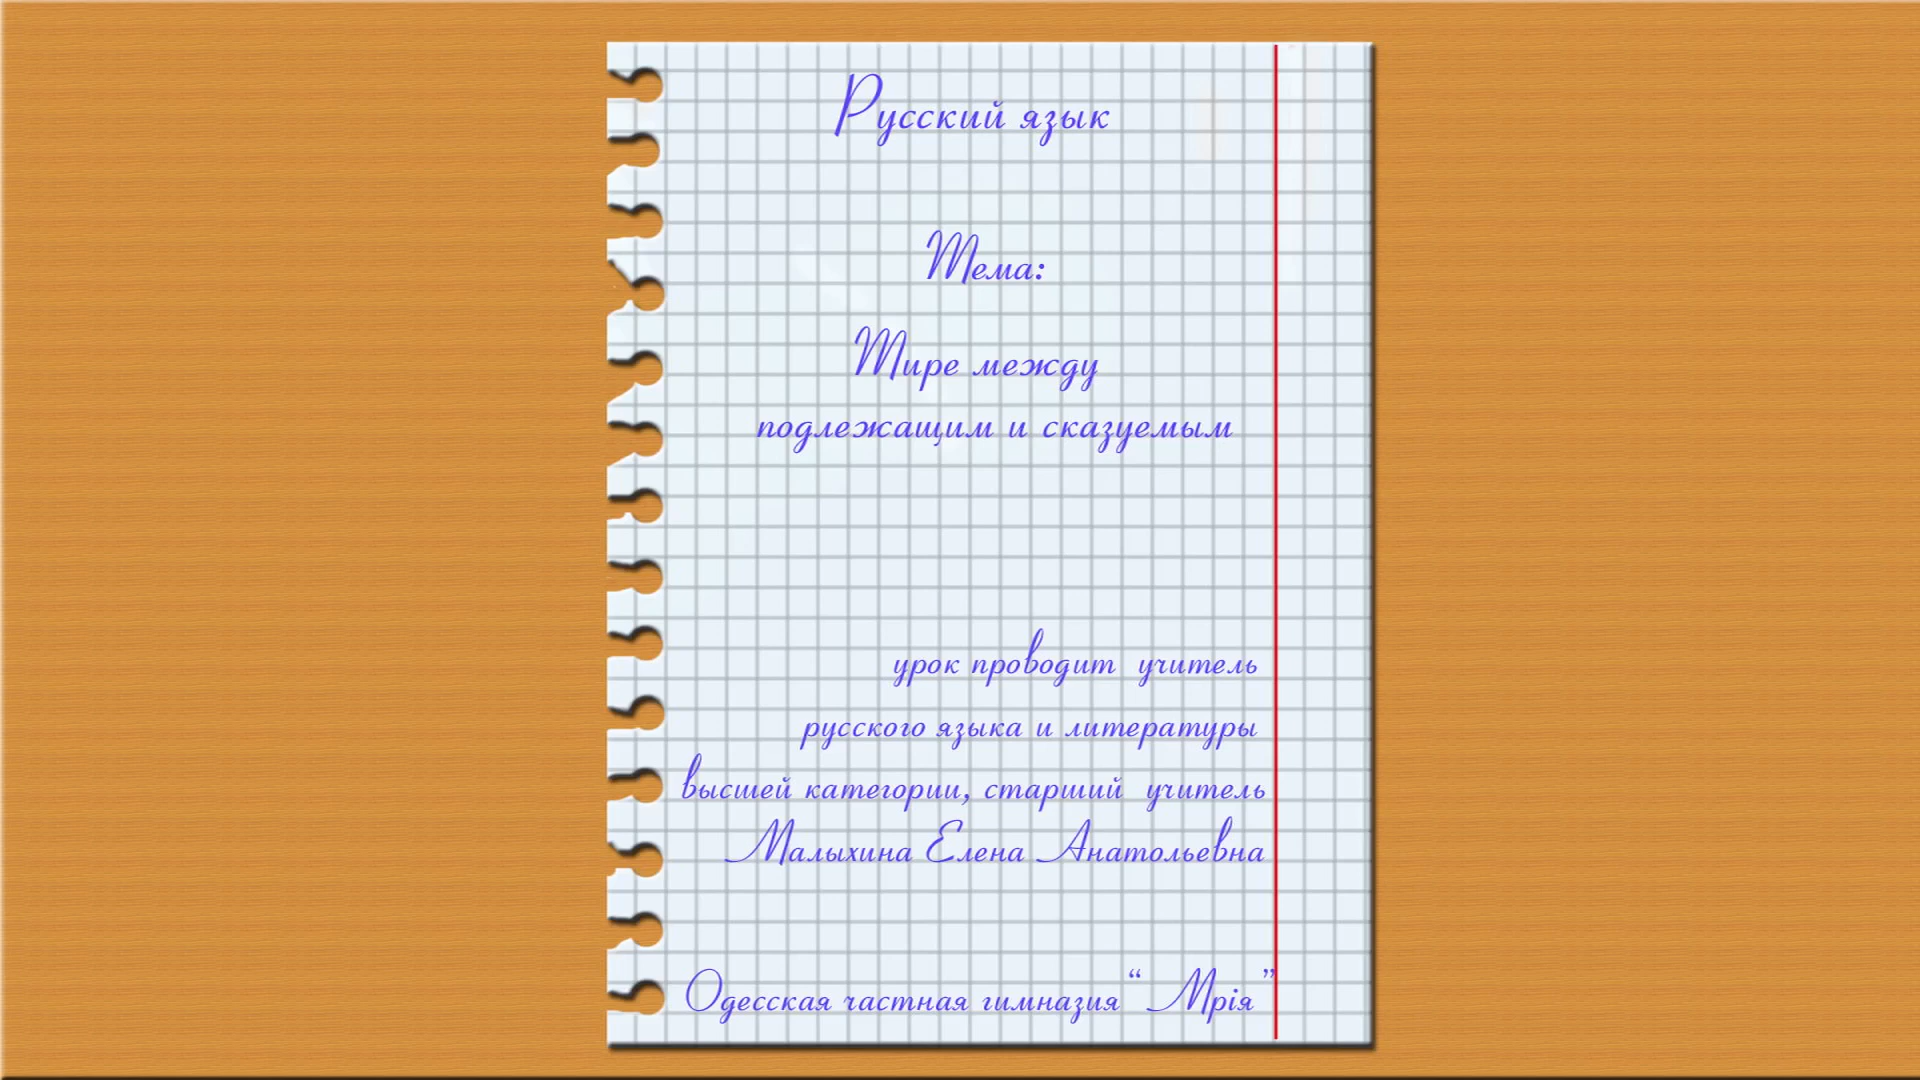 Русский язык
Тема:
Тире между
подлежащим и сказуемым
урок проводит учитель
русского языка и литературы
высшей категории, старший учитель
Малыхина Елена Анатольевна
Одесская частная гимназия “Мрія”